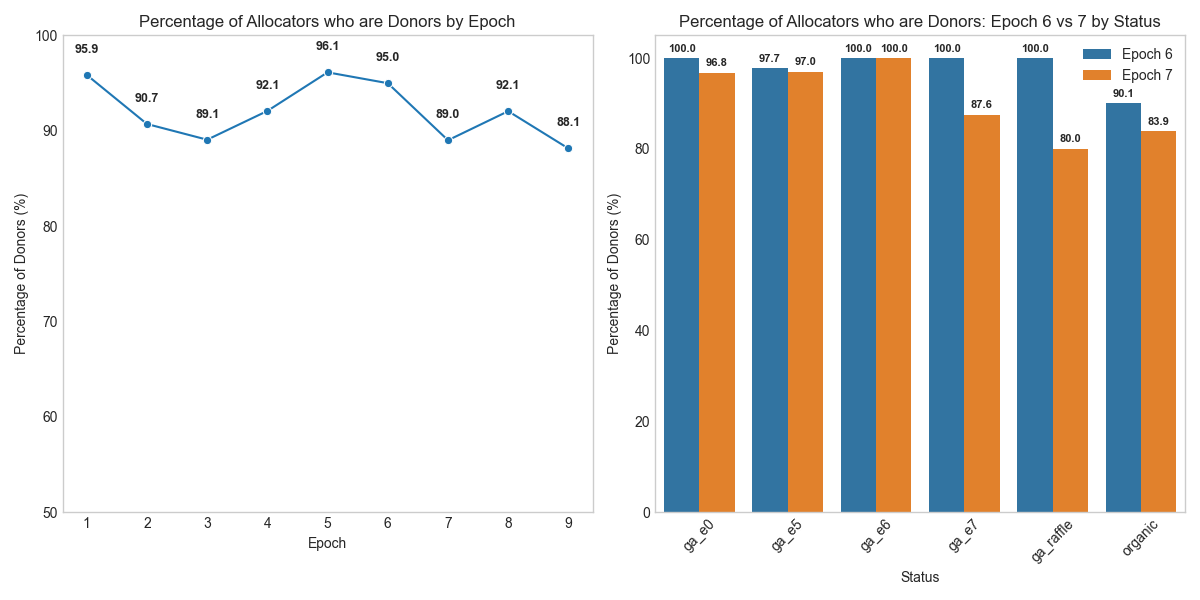 Percentage of Allocators who are Donors by Epoch
Percentage of Donors (%)
100
90
80
70
60
50
95.9
90.7
89.1
92.1
96.1
95.0
89.0
92.1
88.1
1 2 3 4 5 6 7 8 9
Epoch
Percentage of Allocators who are Donors: Epoch 6 vs 7 by Status
Percentage of Donors (%)
100
80
60
40
20
0
Epoch 6
Epoch 7
100.0 96.8
97.7 97.0
100.0 100.0
100.0 87.6
100.0 80.0
90.1 83.9
ga_e0 ga_e5 ga_e6 ga_e7 ga_raffle organic
Status